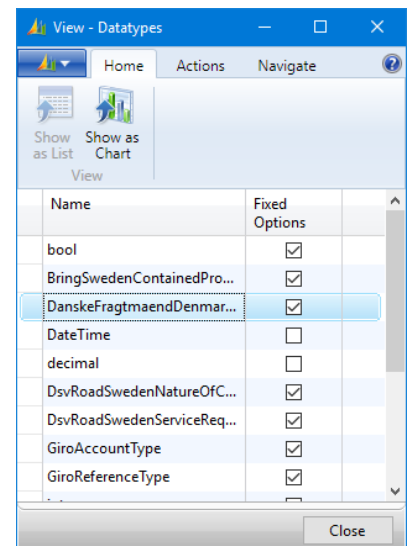 View - Datatypes
Home Actions Navigate
Show as List
Show as Chart
View
Name Fixed Options
bool
BringSwedenContainedPro...
DanskeFragtmaendDenmar...
DateTime
decimal
DsvRoadSwedenNatureOfC...
DsvRoadSwedenServiceReq...
GiroAccountType
GiroReferenceType
Close